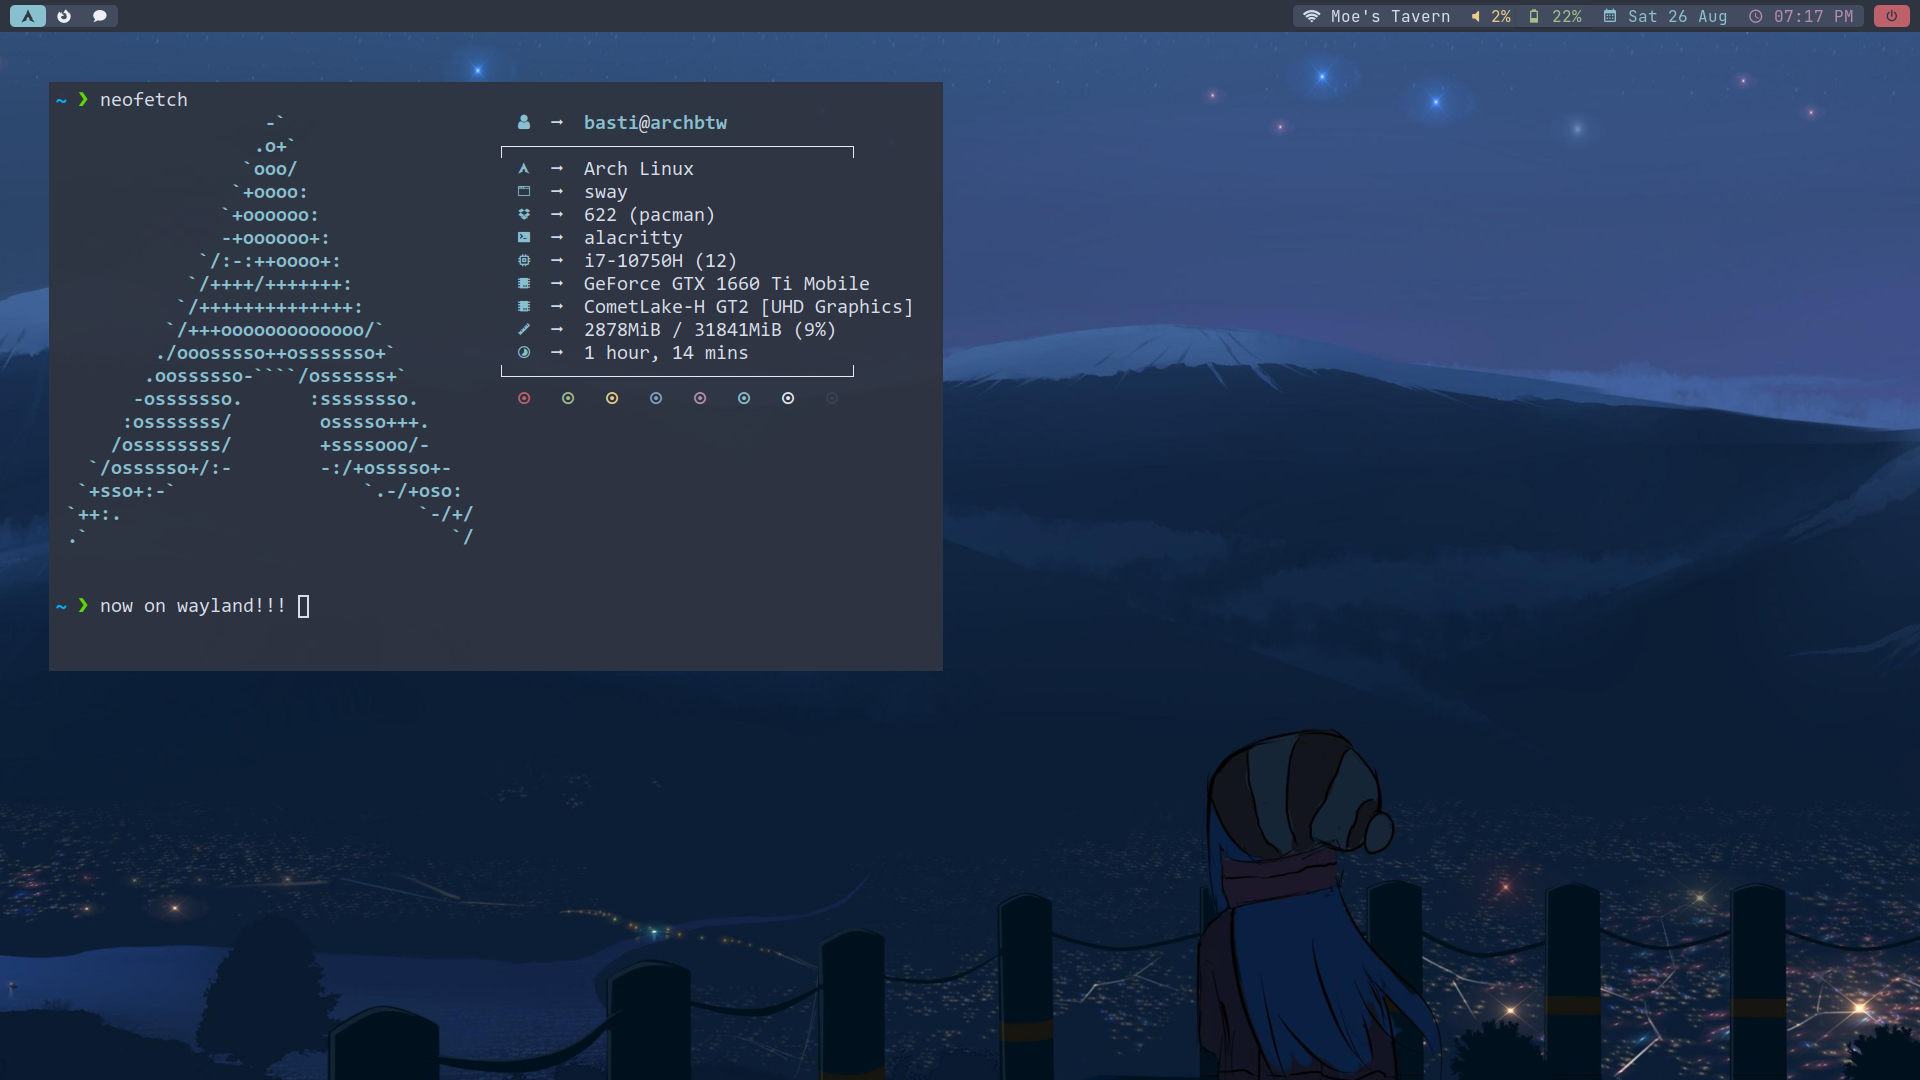 Moe's Tavern 2% 22% Sat 26 Aug 07:17 PM
~ ❯ neofetch
-`
.o+`
`ooo/
`+oooo:
`+oooooo:
-+oooooo+:
`/:-:++oooo+:
`/++++/+++++++:
`/++++++++++++++:
`/+++ooooooooooooo/`
./ooosssso++osssssso+`
.oossssso-````/ossssss+`
-osssssso. :ssssssso.
:osssssss/ osssso+++.
/ossssssss/ +ssssooo/-
`/ossssso+/:- -:/+osssso+-
`+sso+:-` `.-/+oso:
`++:. `-/+/
.` `/
→ basti@archbtw
→ Arch Linux
→ sway
→ 622 (pacman)
→ alacritty
→ i7-10750H (12)
→ GeForce GTX 1660 Ti Mobile
→ CometLake-H GT2 [UHD Graphics]
→ 2878MiB / 31841MiB (9%)
→ 1 hour, 14 mins
~ ❯ now on wayland!!!